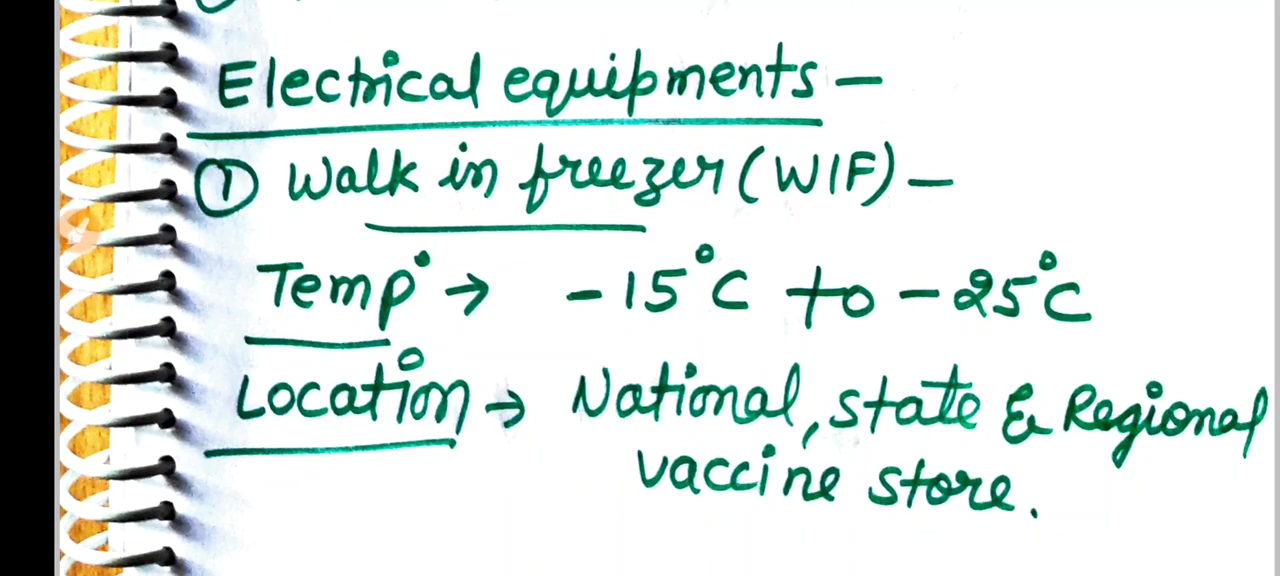 Electrical equipments –
① Walk in freezer (WIF) –
Temp° → -15°C to -25°C
Location → National, state & Regional
vaccine store.